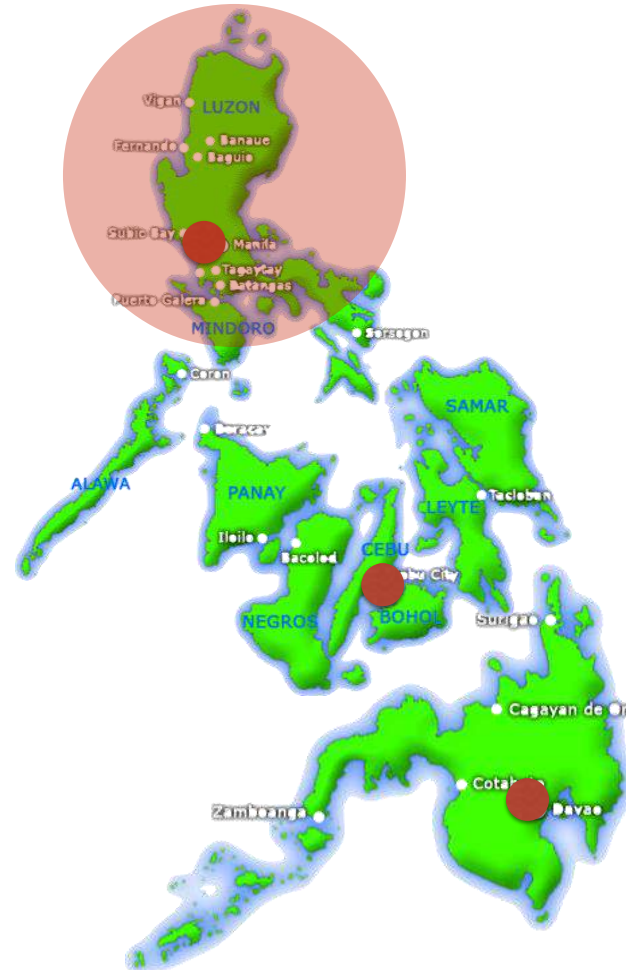 Vigan
LUZON
Banaue
Fernando
Baguio
Subic Bay
Manila
Tagaytay
Batangas
Puerto Galera
MINDORO
Sorsogon
Coron
SAMAR
Boracay
ALAWA
PANAY
Tacloban
LEYTE
Iloilo
CEBU
Bacolod
City
NEGROS
BOHOL
Surigao
Cagayan de
Davao
Zamboanga